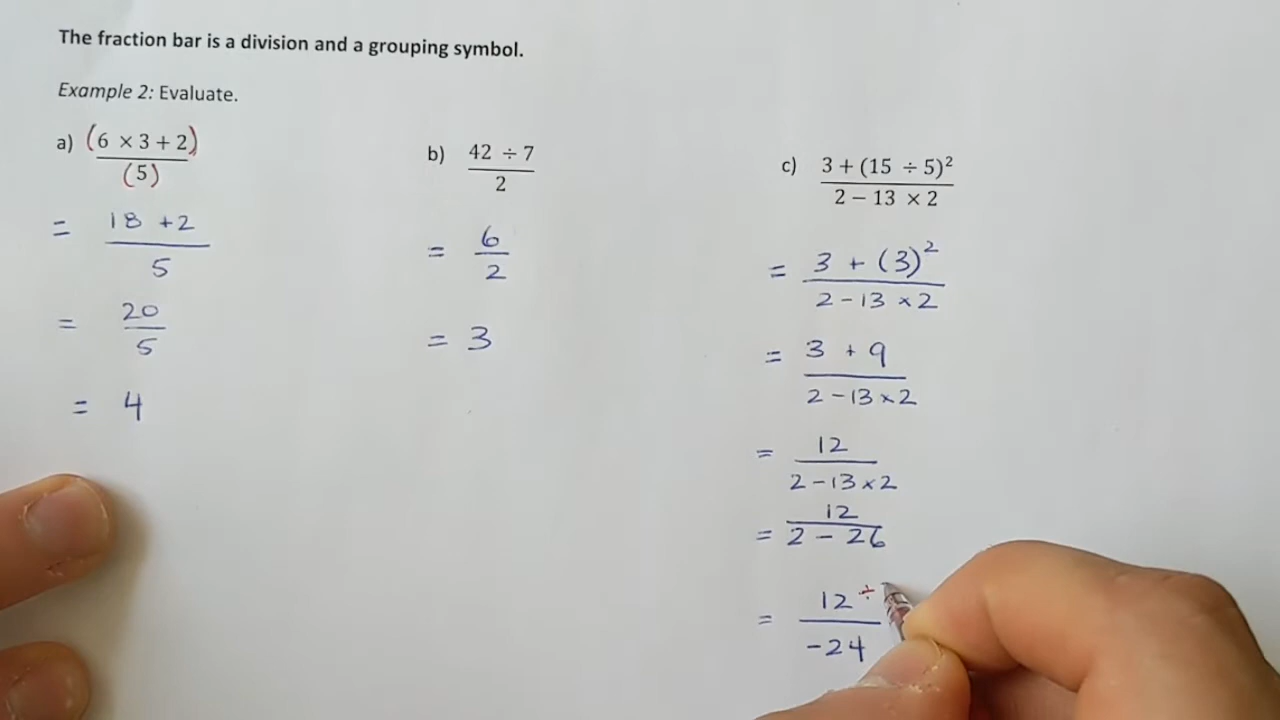 The fraction bar is a division and a grouping symbol.
Example 2: Evaluate.
a) (6 × 3 + 2)
(5)
= 18 + 2
5
= 20
5
= 4
b) 42 ÷ 7
2
= 6
2
= 3
c) 3 + (15 ÷ 5)²
2 − 13 × 2
= 3 + (3)²
2 - 13 × 2
= 3 + 9
2 - 13 × 2
= 12
2 - 13 × 2
= 12
2 - 26
= 12 ÷
-24